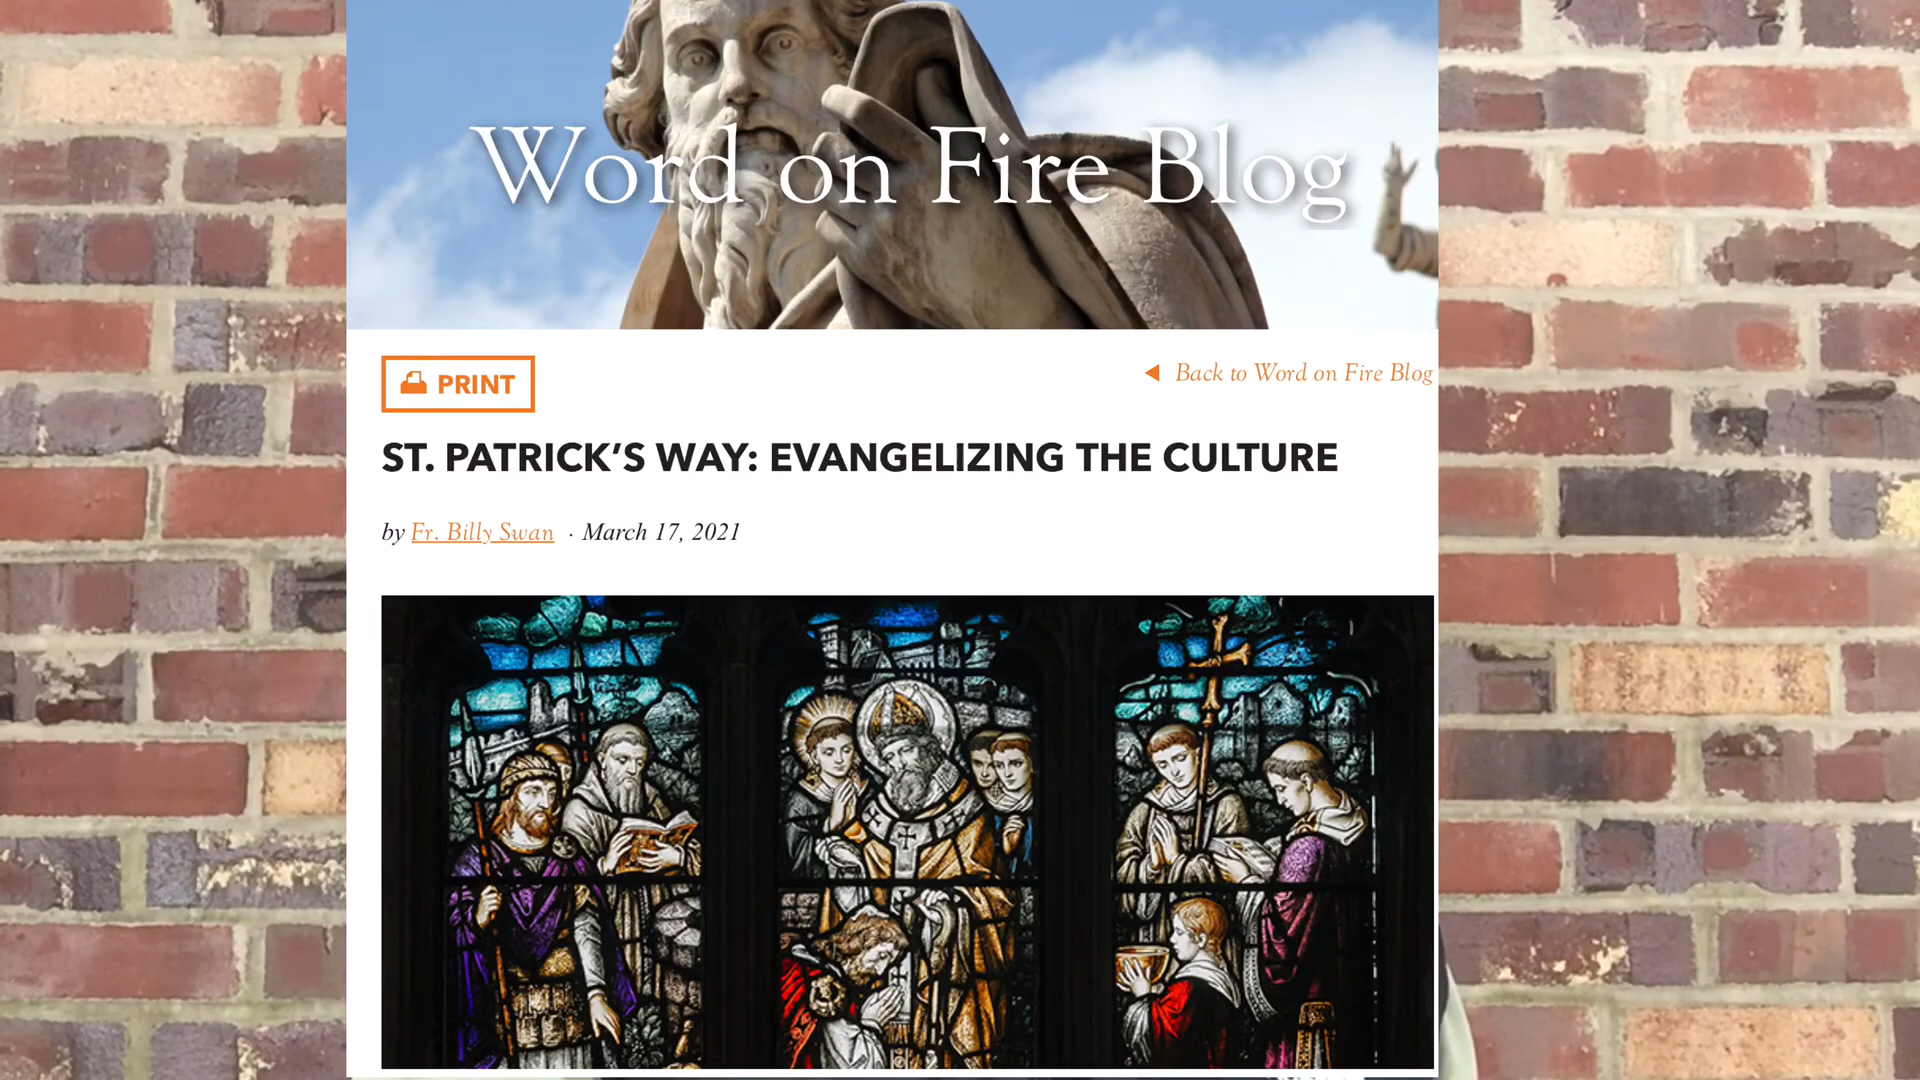 Word on Fire Blog
PRINT
Back to Word on Fire Blog
ST. PATRICK’S WAY: EVANGELIZING THE CULTURE
by Fr. Billy Swan · March 17, 2021